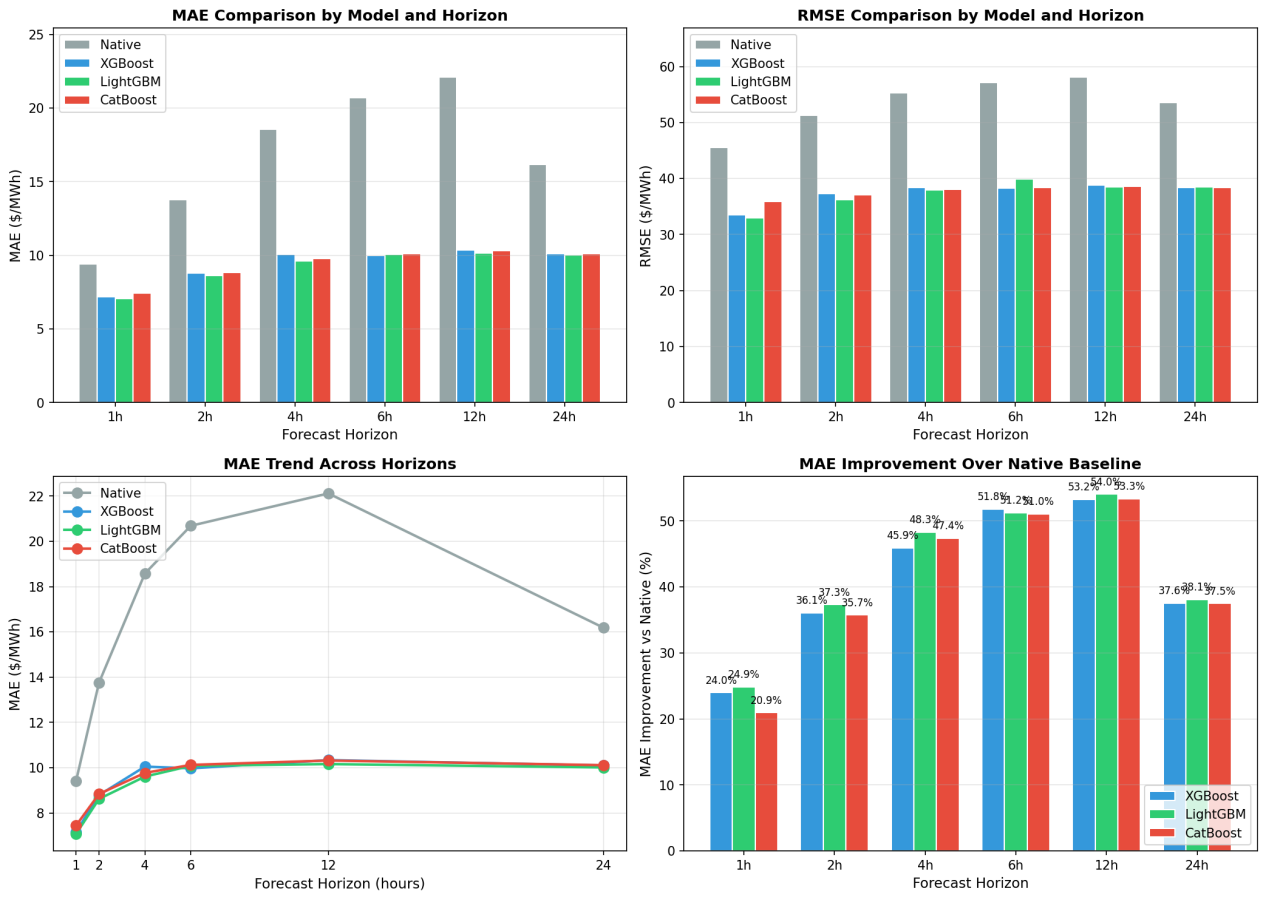 MAE Comparison by Model and Horizon
MAE ($/MWh)
25
20
15
10
5
0
Native
XGBoost
LightGBM
CatBoost
1h 2h 4h 6h 12h 24h
Forecast Horizon
RMSE Comparison by Model and Horizon
RMSE ($/MWh)
60
50
40
30
20
10
0
Native
XGBoost
LightGBM
CatBoost
1h 2h 4h 6h 12h 24h
Forecast Horizon
MAE Trend Across Horizons
MAE ($/MWh)
22
20
18
16
14
12
10
8
Native
XGBoost
LightGBM
CatBoost
1 2 4 6 12 24
Forecast Horizon (hours)
MAE Improvement Over Native Baseline
MAE Improvement vs Native (%)
50
40
30
20
10
0
24.0% 24.9% 20.9%
36.1% 37.3% 35.7%
45.9% 48.3% 47.4%
51.8% 51.2% 51.0%
53.2% 54.0% 53.3%
37.6% 38.1% 37.5%
XGBoost
LightGBM
CatBoost
1h 2h 4h 6h 12h 24h
Forecast Horizon